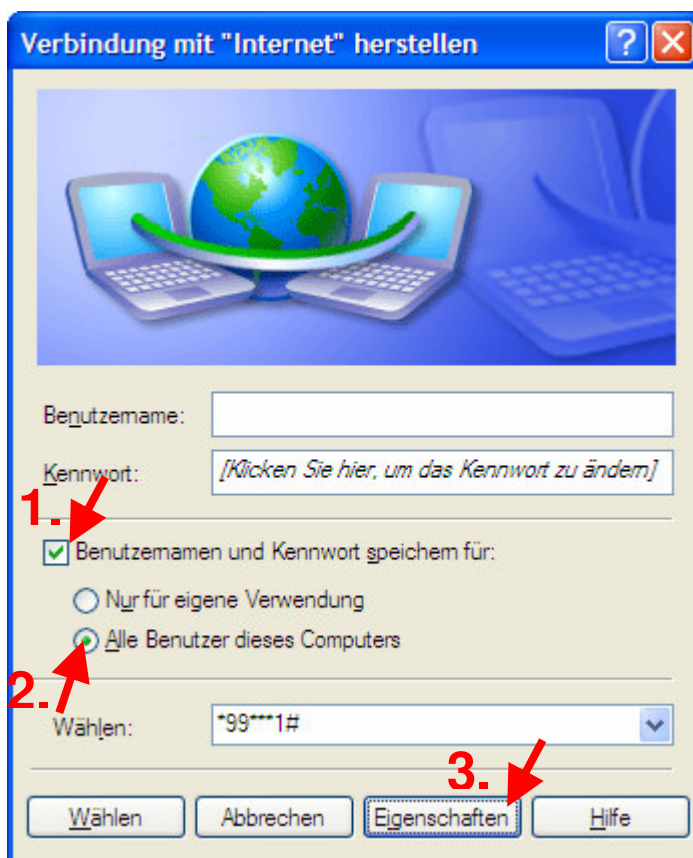 Verbindung mit "Internet" herstellen
Benutzername:
Kennwort: [Klicken Sie hier, um das Kennwort zu ändern]
1.
Benutzernamen und Kennwort speichern für:
Nur für eigene Verwendung
Alle Benutzer dieses Computers
2.
Wählen: *99***1#
3.
Wählen Abbrechen Eigenschaften Hilfe